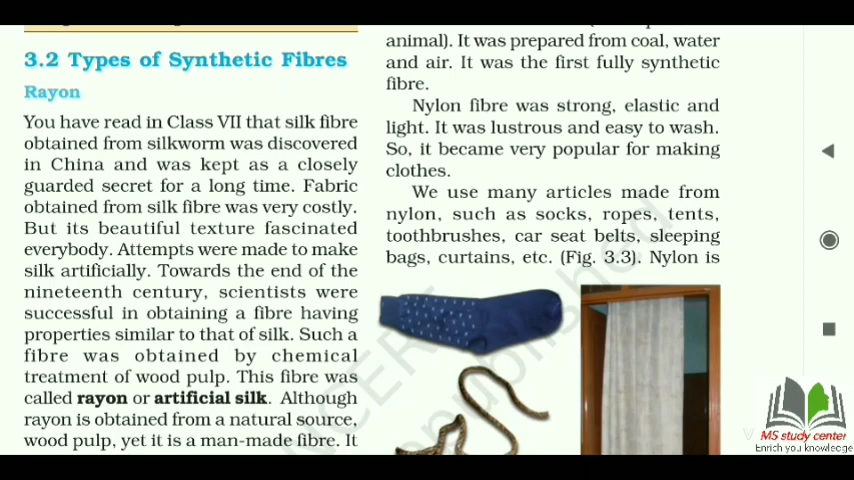 3.2 Types of Synthetic Fibres
Rayon
You have read in Class VII that silk fibre
obtained from silkworm was discovered
in China and was kept as a closely
guarded secret for a long time. Fabric
obtained from silk fibre was very costly.
But its beautiful texture fascinated
everybody. Attempts were made to make
silk artificially. Towards the end of the
nineteenth century, scientists were
successful in obtaining a fibre having
properties similar to that of silk. Such a
fibre was obtained by chemical
treatment of wood pulp. This fibre was
called rayon or artificial silk. Although
rayon is obtained from a natural source,
wood pulp, yet it is a man-made fibre. It
animal). It was prepared from coal, water
and air. It was the first fully synthetic
fibre.
Nylon fibre was strong, elastic and
light. It was lustrous and easy to wash.
So, it became very popular for making
clothes.
We use many articles made from
nylon, such as socks, ropes, tents,
toothbrushes, car seat belts, sleeping
bags, curtains, etc. (Fig. 3.3). Nylon is
MS study center
Enrich you knowledge